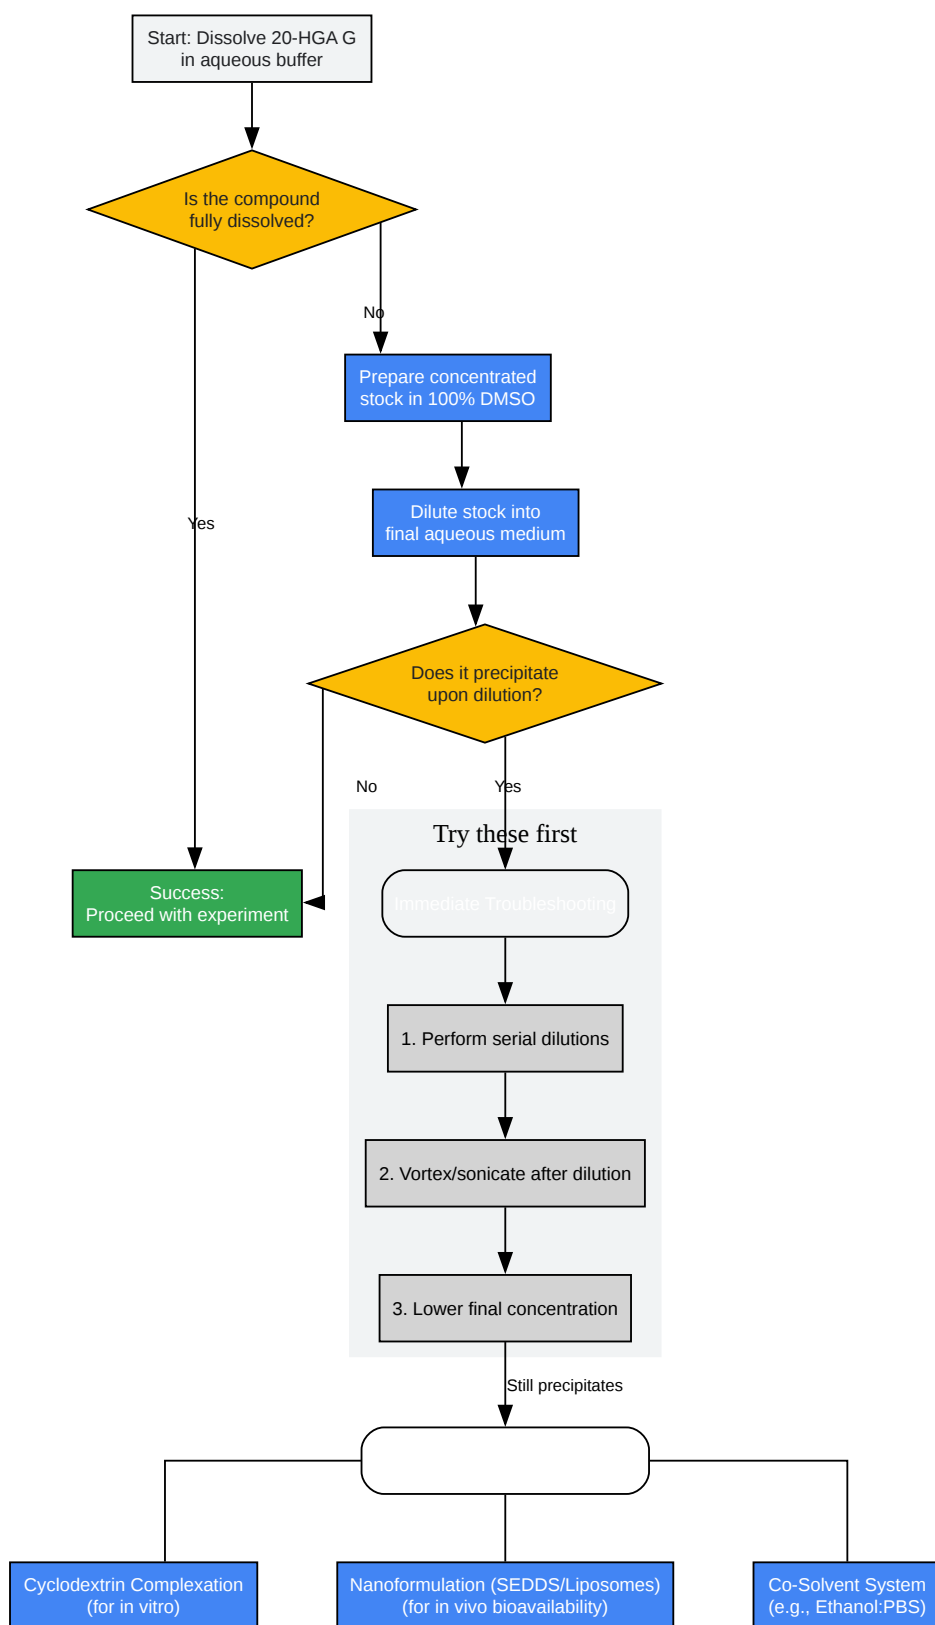 Start: Dissolve 20-HGA G
in aqueous buffer
Is the compound
fully dissolved?
No
Prepare concentrated
stock in 100% DMSO
Yes
Dilute stock into
final aqueous medium
Does it precipitate
upon dilution?
No
Yes
Try these first
Success:
Proceed with experiment
Immediate Troubleshooting
1. Perform serial dilutions
2. Vortex/sonicate after dilution
3. Lower final concentration
Still precipitates
Cyclodextrin Complexation
(for in vitro)
Nanoformulation (SEDDS/Liposomes)
(for in vivo bioavailability)
Co-Solvent System
(e.g., Ethanol:PBS)